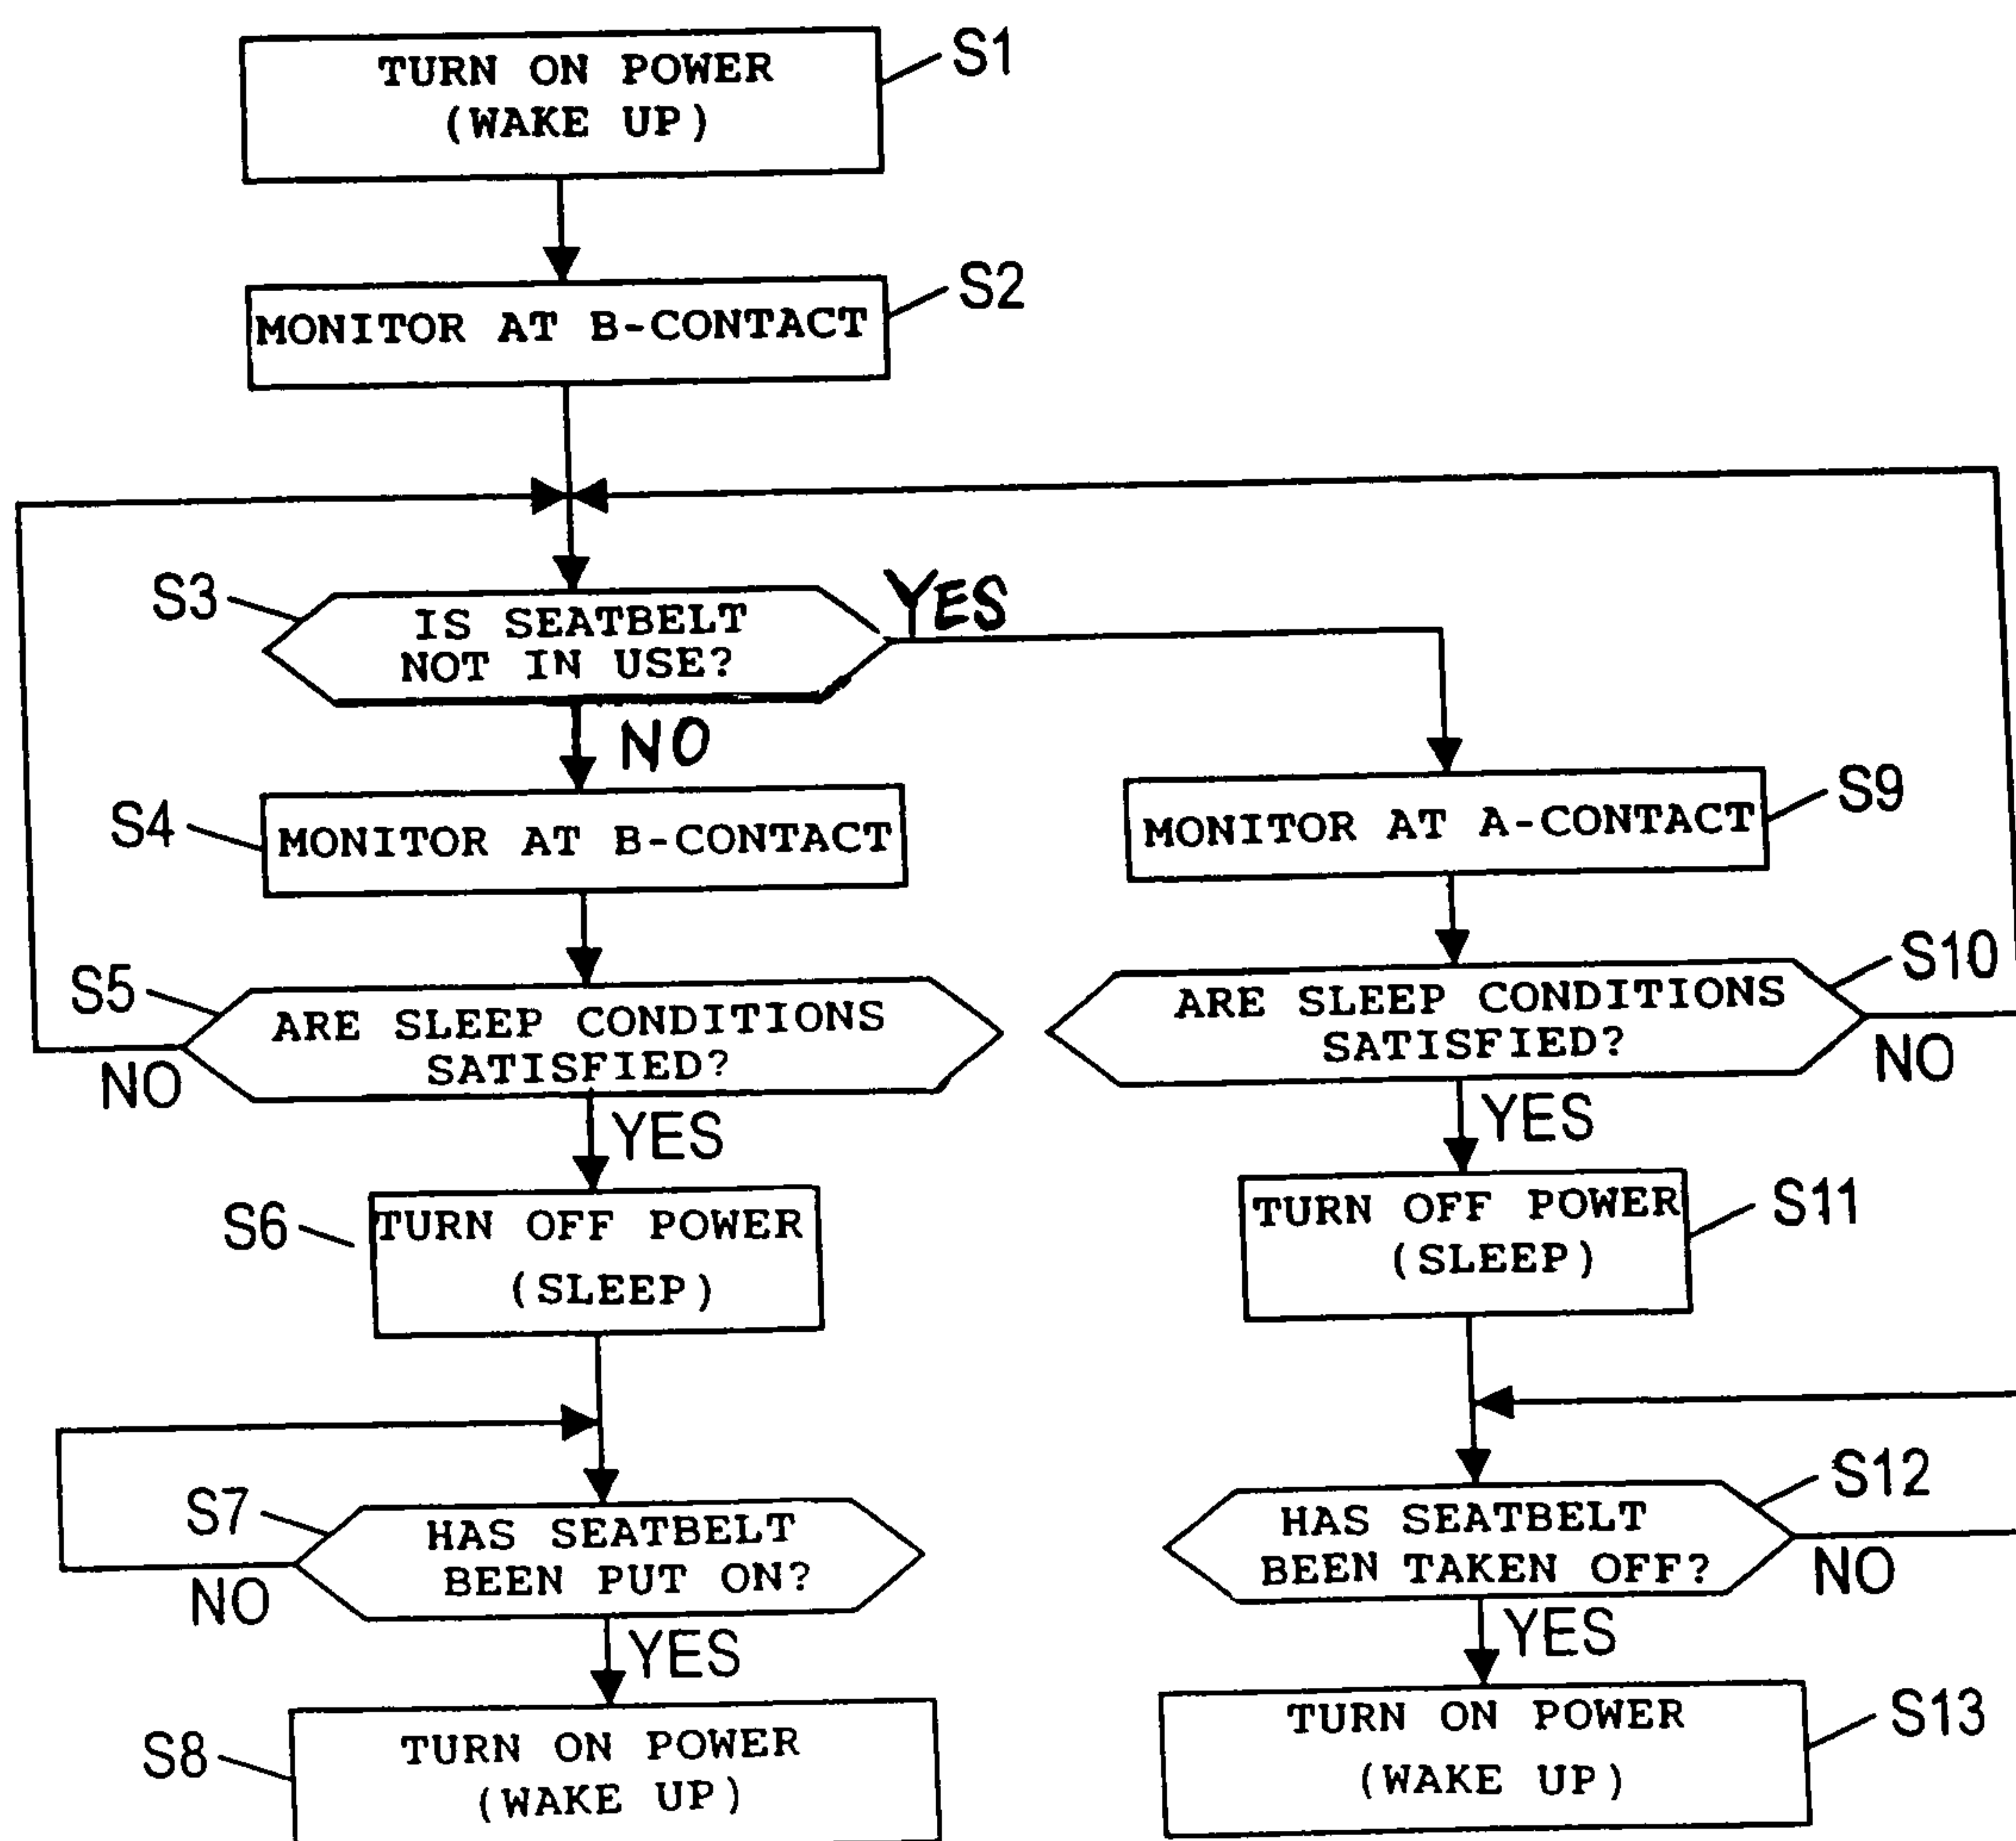 TURN ON POWER
(WAKE UP)
S1
MONITOR AT B-CONTACT
S2
S3
IS SEATBELT
NOT IN USE?
YES
NO
S4
MONITOR AT B-CONTACT
MONITOR AT A-CONTACT
S9
S5
ARE SLEEP CONDITIONS
SATISFIED?
NO
YES
ARE SLEEP CONDITIONS
SATISFIED?
S10
NO
YES
S6
TURN OFF POWER
(SLEEP)
TURN OFF POWER
(SLEEP)
S11
S7
HAS SEATBELT
BEEN PUT ON?
NO
YES
HAS SEATBELT
BEEN TAKEN OFF?
S12
NO
YES
S8
TURN ON POWER
(WAKE UP)
TURN ON POWER
(WAKE UP)
S13